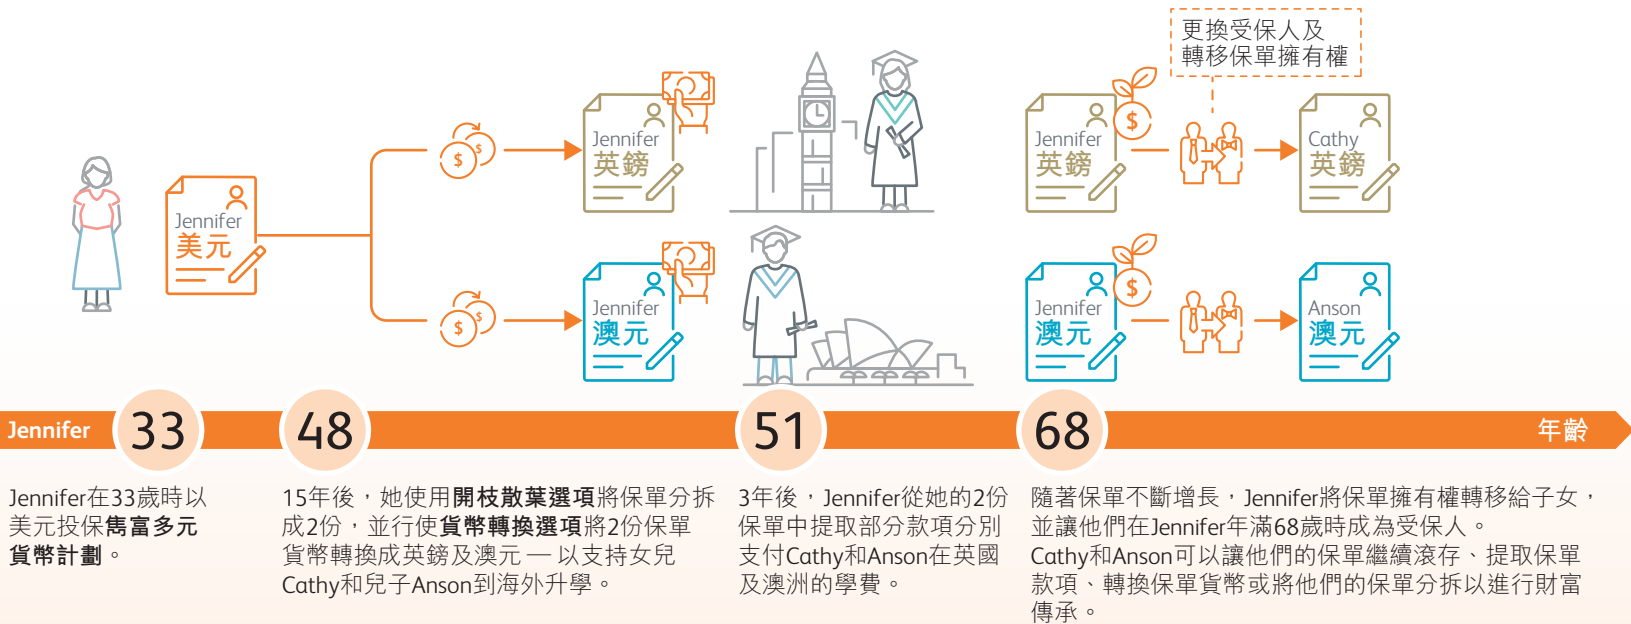 更換受保人及
轉移保單擁有權
Jennifer
美元
Jennifer
英鎊
Jennifer
澳元
Jennifer
英鎊
Cathy
英鎊
Jennifer
澳元
Anson
澳元
$ $
$ $
$
$
Jennifer 33 48 51 68 年齡
Jennifer在33歲時以
美元投保雋富多元
貨幣計劃。
15年後，她使用開枝散葉選項將保單分拆
成2份，並行使貨幣轉換選項將2份保單
貨幣轉換成英鎊及澳元 — 以支持女兒
Cathy和兒子Anson到海外升學。
3年後，Jennifer從她的2份
保單中提取部分款項分別
支付Cathy和Anson在英國
及澳洲的學費。
隨著保單不斷增長，Jennifer將保單擁有權轉移給子女，
並讓他們在Jennifer年滿68歲時成為受保人。
Cathy和Anson可以讓他們的保單繼續滾存、提取保單
款項、轉換保單貨幣或將他們的保單分拆以進行財富
傳承。